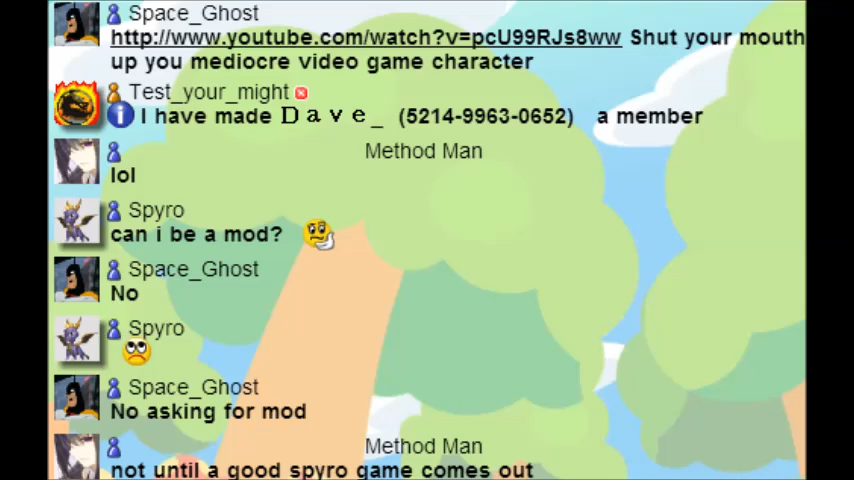 Space_Ghost
http://www.youtube.com/watch?v=pcU99RJs8ww Shut your mouth
up you mediocre video game character
Test_your_might
I have made Dave_ (5214-9963-0652) a member
Method Man
lol
Spyro
can i be a mod?
Space_Ghost
No
Spyro
Space_Ghost
No asking for mod
Method Man
not until a good spyro game comes out